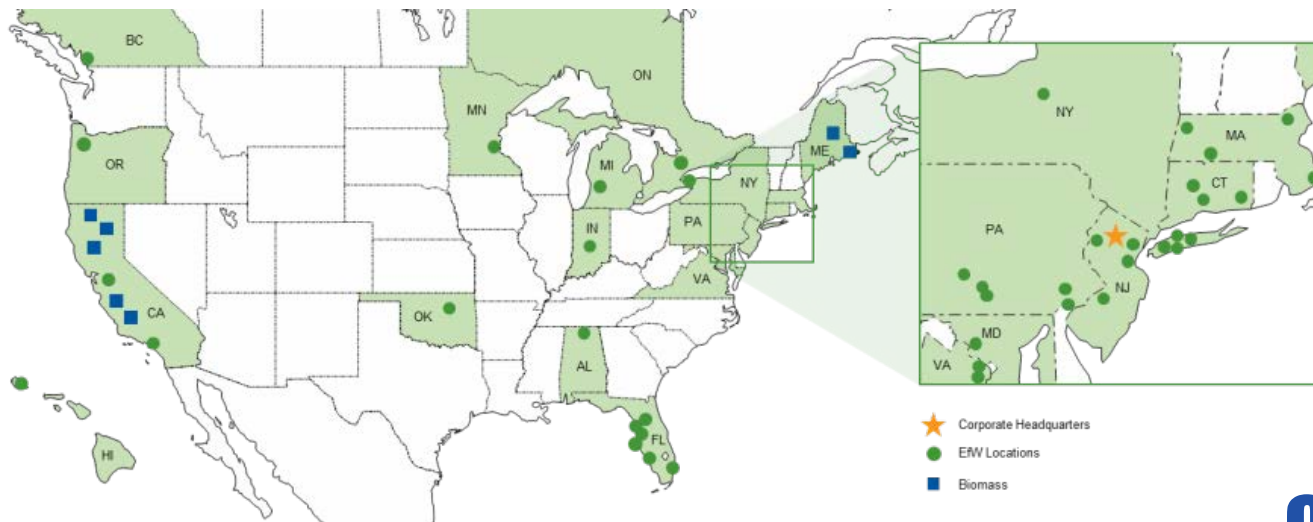 BC
ON
MN
OR
MI
ME
NY
PA
IN
VA
CA
OK
AL
FL
HI
NY
MA
CT
PA
NJ
MD
VA
Corporate Headquarters
EfW Locations
Biomass